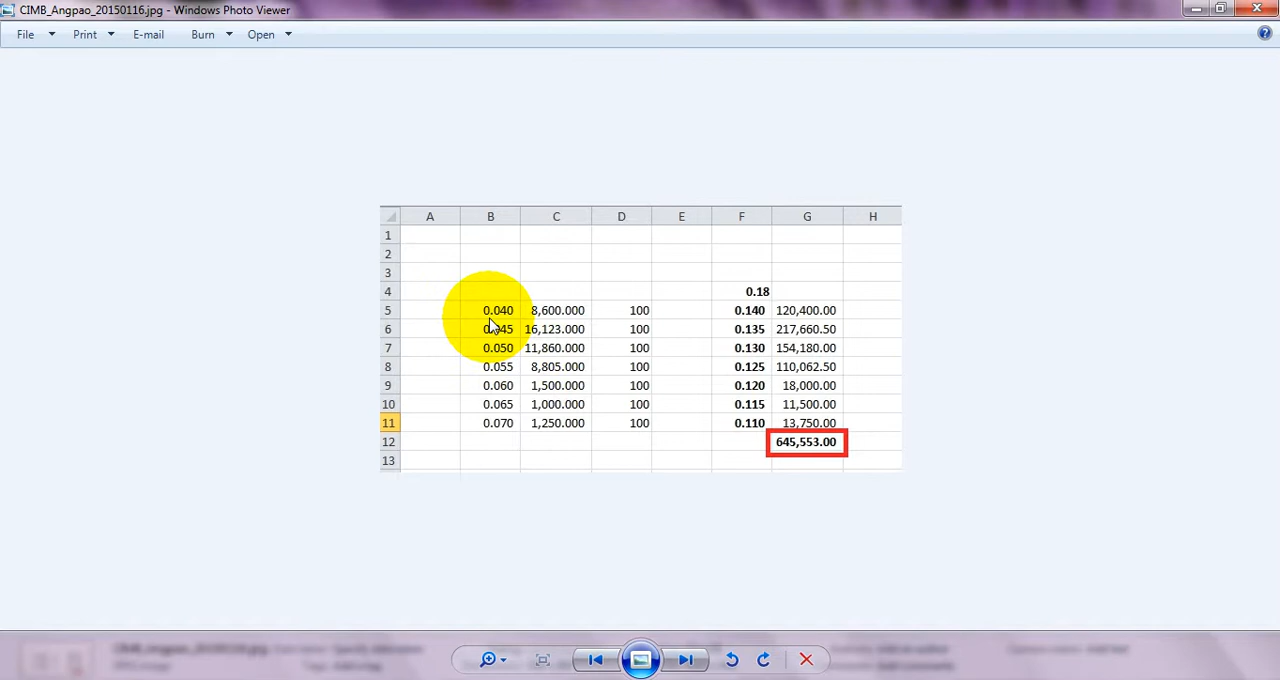 CIMB_Angpao_20150116.jpg - Windows Photo Viewer
File Print E-mail Burn Open
A B C D E F G H
1
2
3
4 0.18
5 0.040 8,600.000 100 0.140 120,400.00
6 0.045 16,123.000 100 0.135 217,660.50
7 0.050 11,860.000 100 0.130 154,180.00
8 0.055 8,805.000 100 0.125 110,062.50
9 0.060 1,500.000 100 0.120 18,000.00
10 0.065 1,000.000 100 0.115 11,500.00
11 0.070 1,250.000 100 0.110 13,750.00
12 645,553.00
13